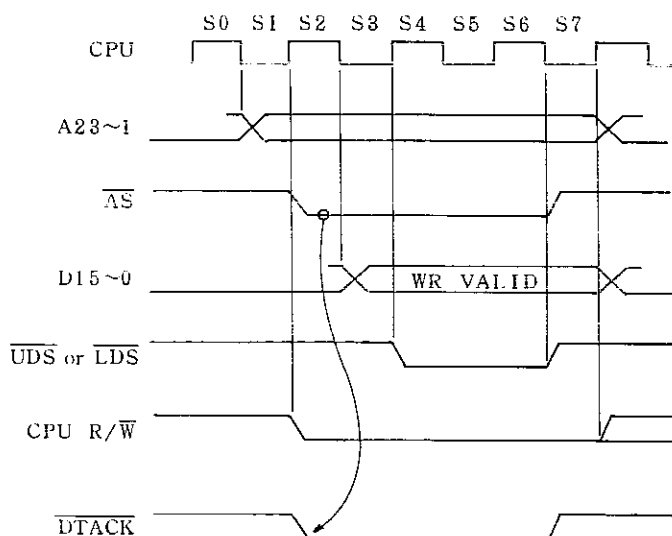 S0 S1 S2 S3 S4 S5 S6 S7
CPU
A23~1
AS
D15~0
WR VALID
UDS or LDS
CPU R/W
DTACK